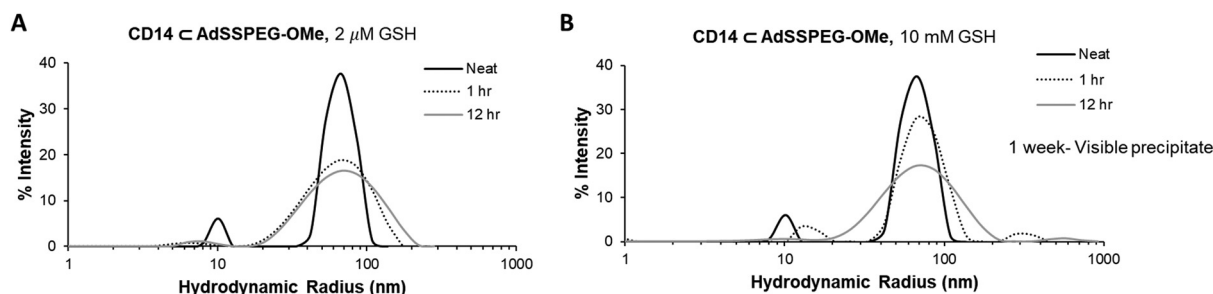 A
CD14 ⊂ AdSSPEG-OMe, 2 μM GSH
Neat
1 hr
12 hr
% Intensity
40
30
20
10
0
1 10 100 1000
Hydrodynamic Radius (nm)
B
CD14 ⊂ AdSSPEG-OMe, 10 mM GSH
Neat
1 hr
12 hr
1 week- Visible precipitate
% Intensity
40
30
20
10
0
1 10 100 1000
Hydrodynamic Radius (nm)